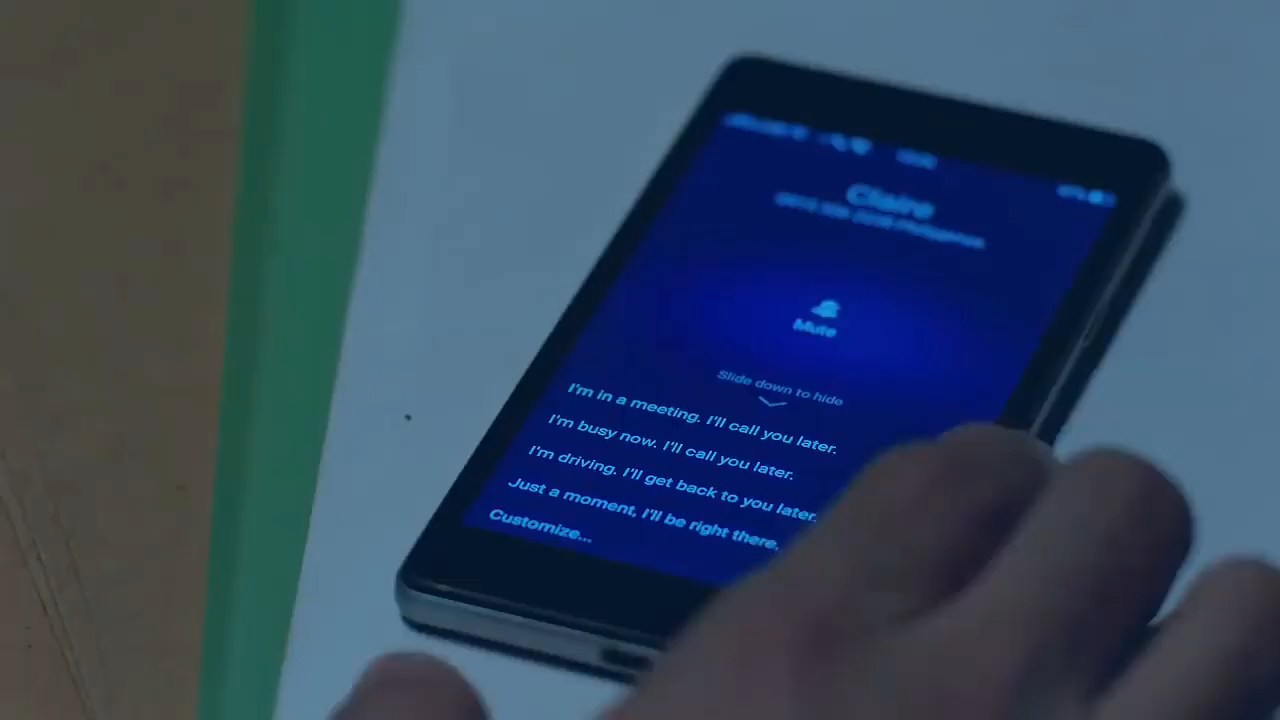 Claire
Philippines
Mute
Slide down to hide
I'm in a meeting. I'll call you later.
I'm busy now. I'll call you later.
I'm driving. I'll get back to you later.
Just a moment, I'll be right there.
Customize...